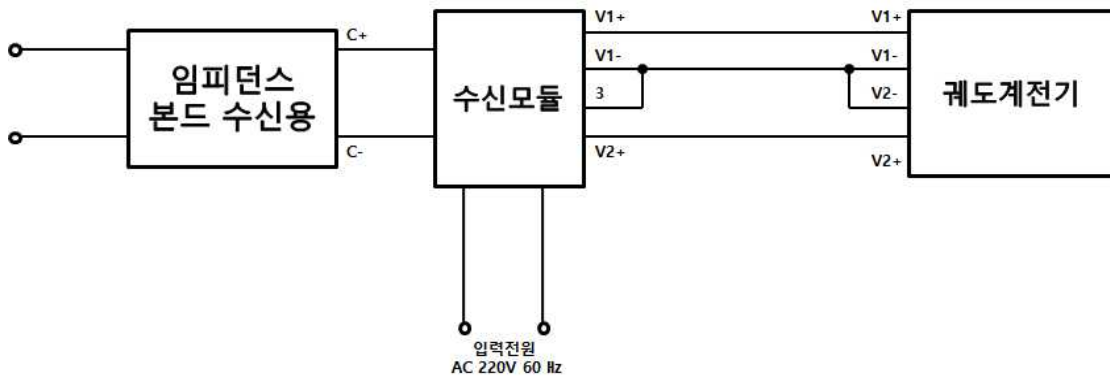 임피던스
본드 수신용
C+
C-
수신모듈
V1+
V1-
3
V2+
V1+
V1-
V2-
V2+
궤도계전기
입력전원
AC 220V 60 ㎐